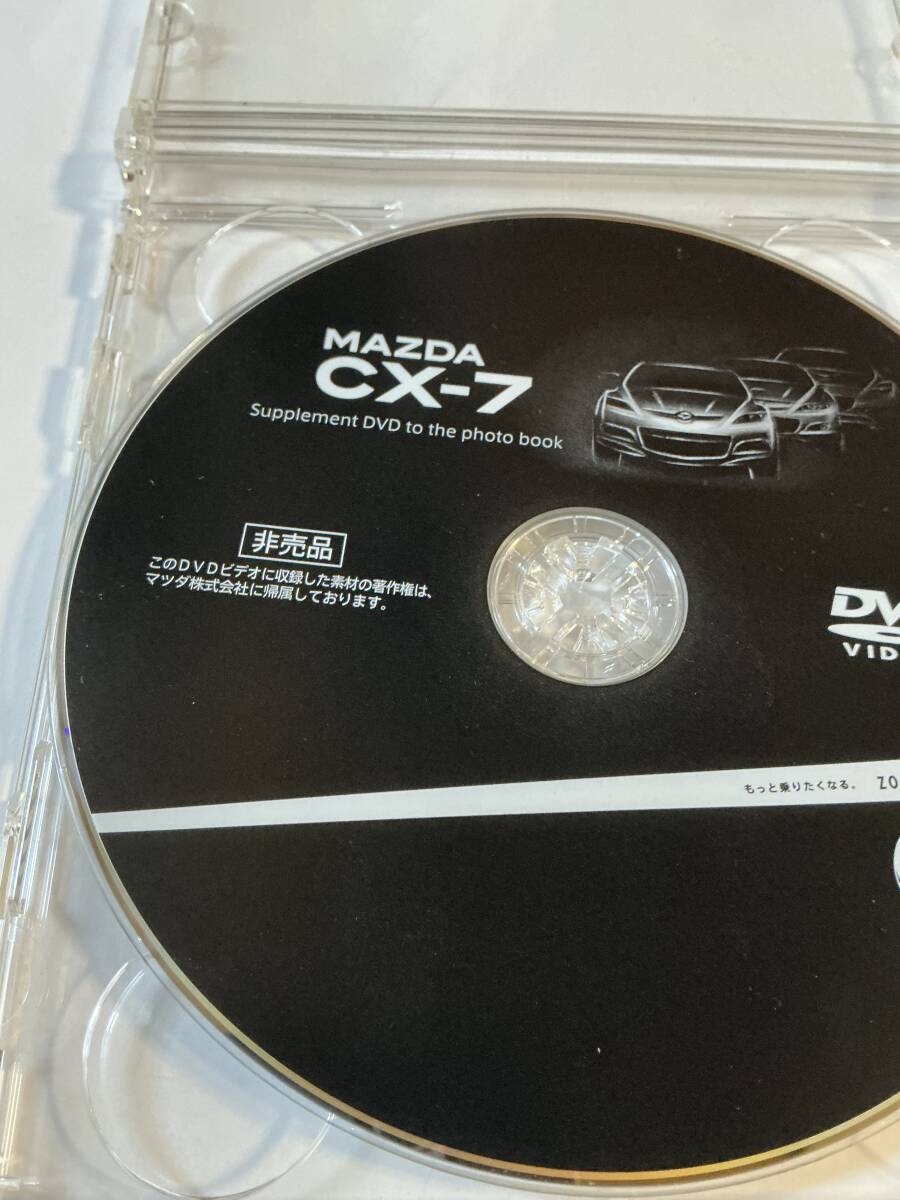 MAZDA
CX-7
Supplement DVD to the photo book
非売品
このDVDビデオに収録した素材の著作権は、
マツダ株式会社に帰属しております。
DV
VID
もっと乗りたくなる。 ZO